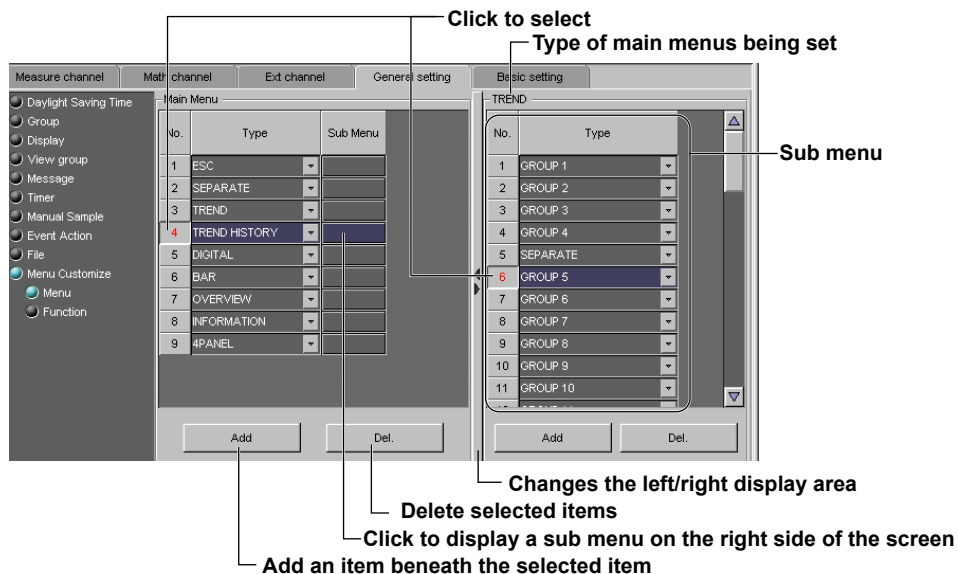 Click to select
Type of main menus being set
Measure channel Math channel Ext channel General setting Basic setting
Daylight Saving Time
Group
Display
View group
Message
Timer
Manual Sample
Event Action
File
Menu Customize
Menu
Function
Main Menu
No. Type Sub Menu
1 ESC
2 SEPARATE
3 TREND
4 TREND HISTORY
5 DIGITAL
6 BAR
7 OVERVIEW
8 INFORMATION
9 4PANEL
Add Del.
TREND
No. Type
1 GROUP 1
2 GROUP 2
3 GROUP 3
4 GROUP 4
5 SEPARATE
6 GROUP 5
7 GROUP 6
8 GROUP 7
9 GROUP 8
10 GROUP 9
11 GROUP 10
Add Del.
Sub menu
Changes the left/right display area
Delete selected items
Click to display a sub menu on the right side of the screen
Add an item beneath the selected item